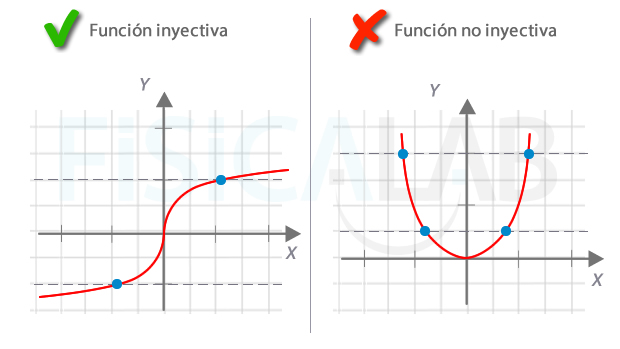 Función inyectiva
Función no inyectiva
Y
X
Y
X
FiSiCALAB